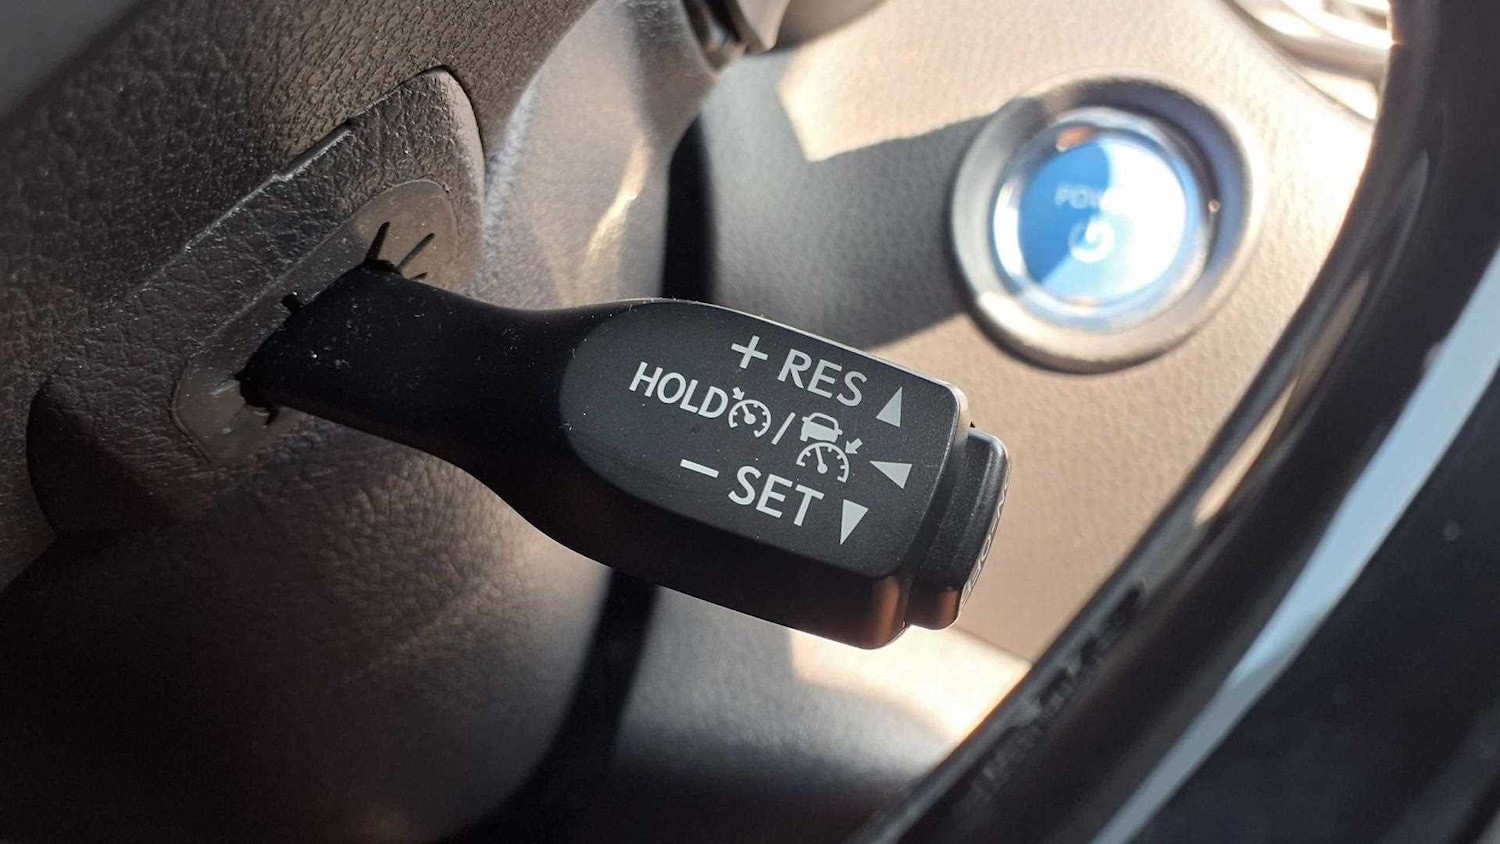 + RES
HOLD /
− SET